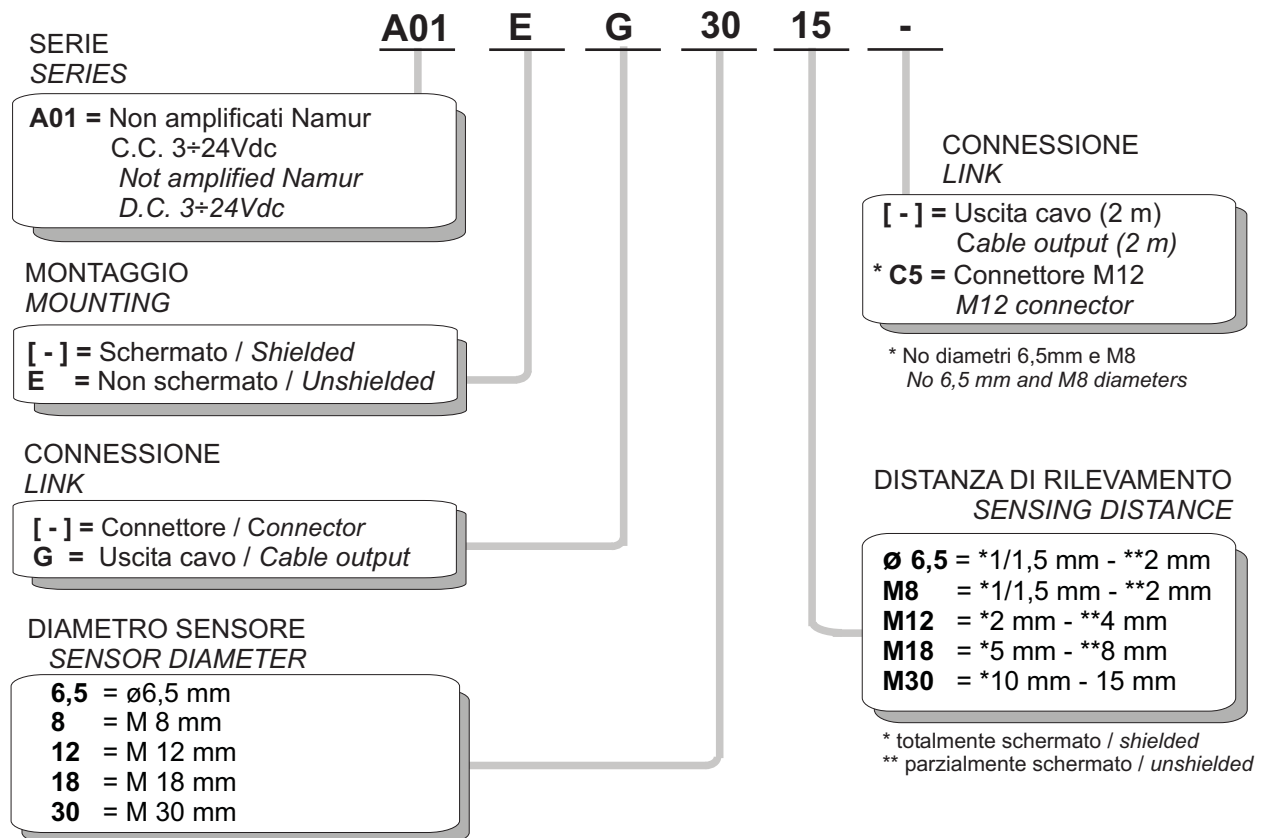 A01 E G 30 15 -
SERIE
SERIES
A01 = Non amplificati Namur
C.C. 3÷24Vdc
Not amplified Namur
D.C. 3÷24Vdc
MONTAGGIO
MOUNTING
[ - ] = Schermato / Shielded
E = Non schermato / Unshielded
CONNESSIONE
LINK
[ - ] = Connettore / Connector
G = Uscita cavo / Cable output
DIAMETRO SENSORE
SENSOR DIAMETER
6,5 = ø6,5 mm
8 = M 8 mm
12 = M 12 mm
18 = M 18 mm
30 = M 30 mm
CONNESSIONE
LINK
[ - ] = Uscita cavo (2 m)
Cable output (2 m)
* C5 = Connettore M12
M12 connector
* No diametri 6,5mm e M8
No 6,5 mm and M8 diameters
DISTANZA DI RILEVAMENTO
SENSING DISTANCE
ø 6,5 = *1/1,5 mm - **2 mm
M8 = *1/1,5 mm - **2 mm
M12 = *2 mm - **4 mm
M18 = *5 mm - **8 mm
M30 = *10 mm - 15 mm
* totalmente schermato / shielded
** parzialmente schermato / unshielded